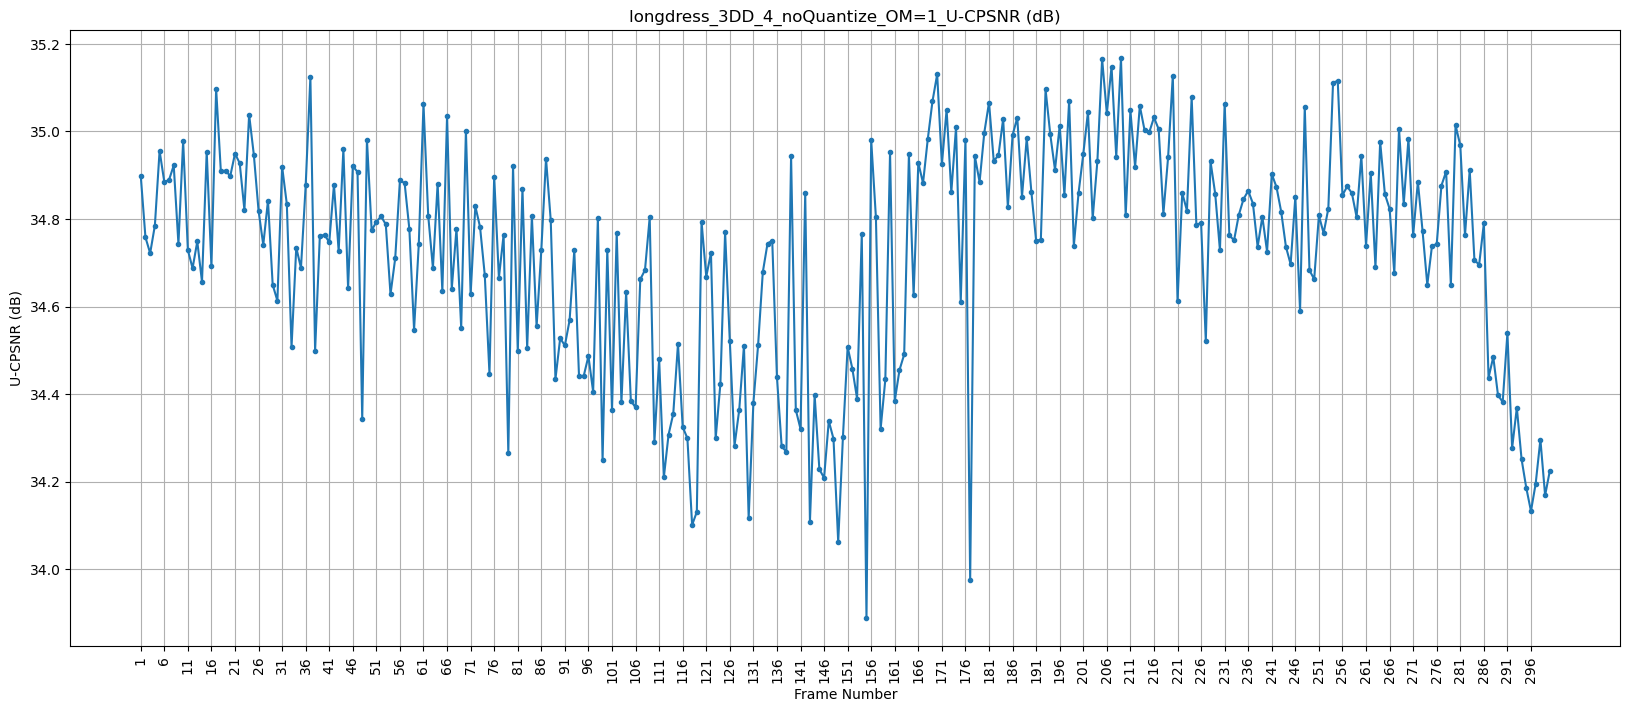 longdress_3DD_4_noQuantize_OM=1_U-CPSNR (dB)
U-CPSNR (dB)
35.2
35.0
34.8
34.6
34.4
34.2
34.0
1 6 11 16 21 26 31 36 41 46 51 56 61 66 71 76 81 86 91 96 101 106 111 116 121 126 131 136 141 146 151 156 161 166 171 176 181 186 191 196 201 206 211 216 221 226 231 236 241 246 251 256 261 266 271 276 281 286 291 296
Frame Number